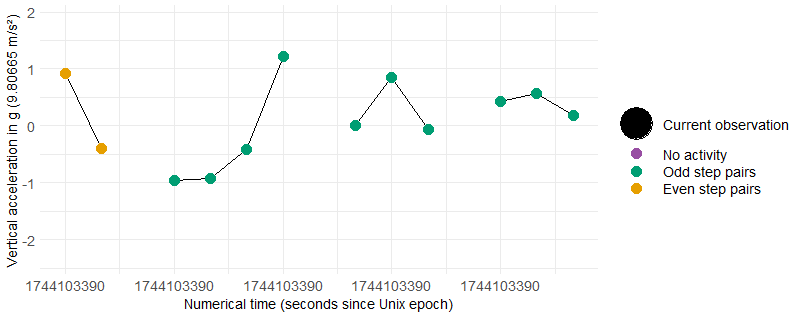 Vertical acceleration in g (9.80665 m/s²)
2
1
0
-1
-2
1744103390 1744103390 1744103390 1744103390 1744103390
Numerical time (seconds since Unix epoch)
Current observation
No activity
Odd step pairs
Even step pairs